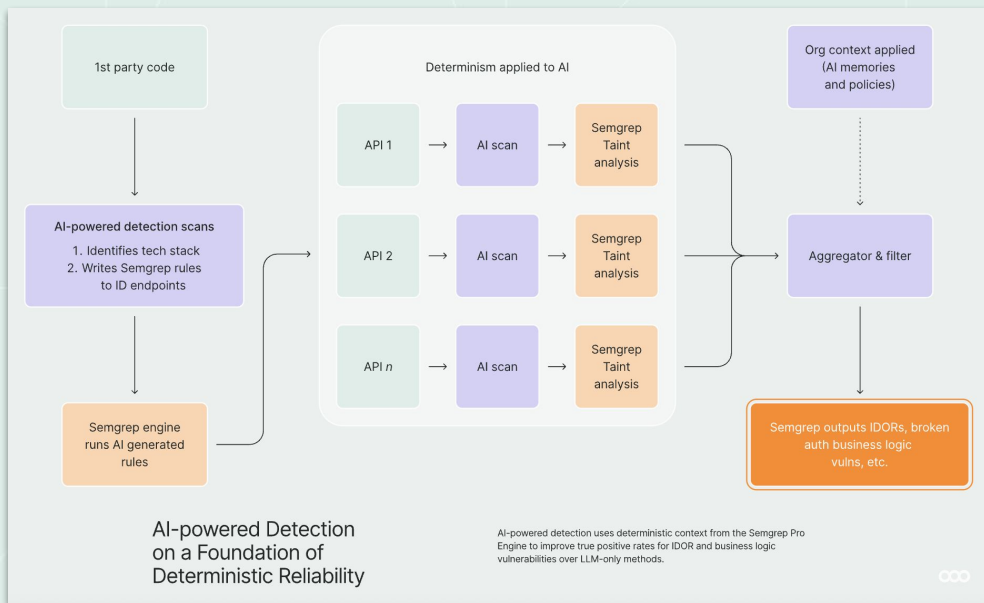 1st party code
AI-powered detection scans
1. Identifies tech stack
2. Writes Semgrep rules
to ID endpoints
Semgrep engine
runs AI generated
rules
Determinism applied to AI
API 1
AI scan
Semgrep
Taint
analysis
API 2
AI scan
Semgrep
Taint
analysis
API n
AI scan
Semgrep
Taint
analysis
Org context applied
(AI memories
and policies)
Aggregator & filter
Semgrep outputs IDORs, broken
auth business logic
vulns, etc.
AI-powered Detection
on a Foundation of
Deterministic Reliability
AI-powered detection uses deterministic context from the Semgrep Pro
Engine to improve true positive rates for IDOR and business logic
vulnerabilities over LLM-only methods.